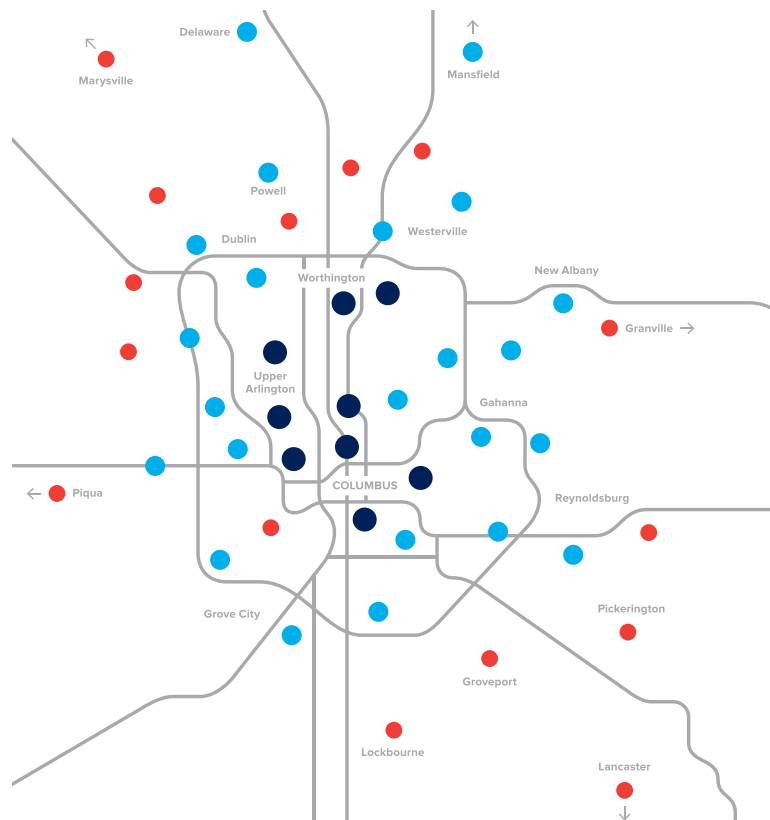 Delaware
Mansfield
Marysville
Powell
Westerville
Dublin
New Albany
Worthington
Granville
Upper
Arlington
Gahanna
COLUMBUS
Piqua
Reynoldsburg
Pickerington
Grove City
Groveport
Lockbourne
Lancaster